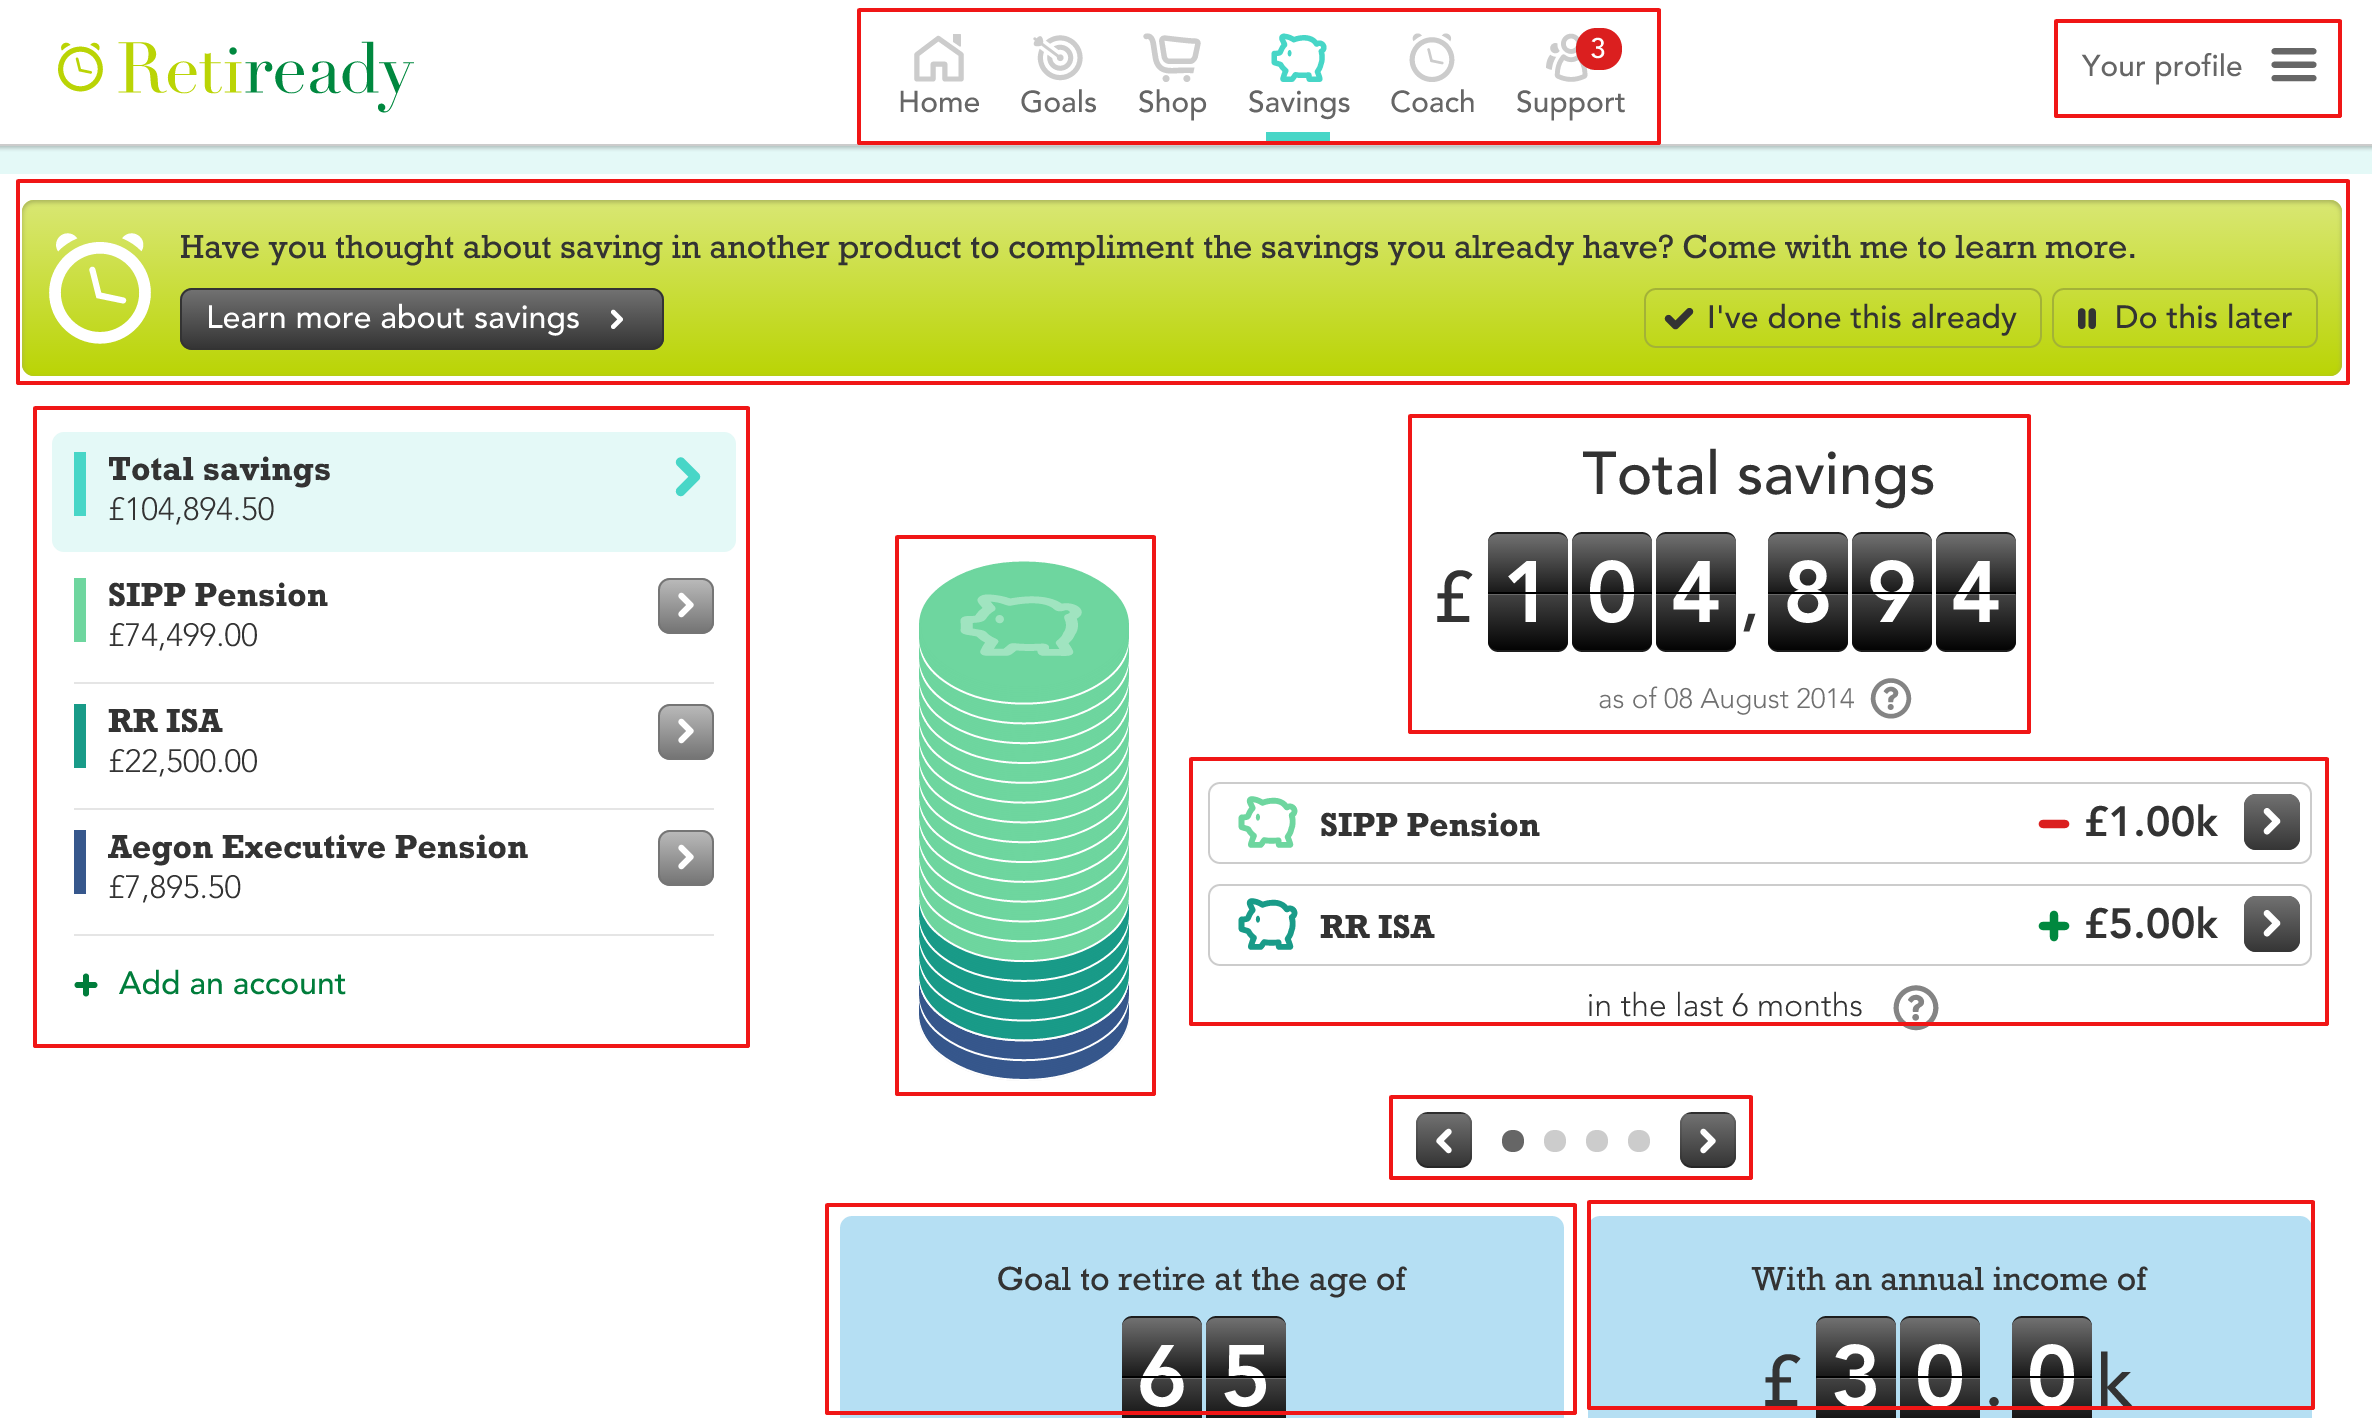 Retiready
Home
Goals
Shop
Savings
Coach
3
Support
Your profile
Have you thought about saving in another product to compliment the savings you already have? Come with me to learn more.
Learn more about savings
I've done this already
Do this later
Total savings
£104,894.50
SIPP Pension
£74,499.00
RR ISA
£22,500.00
Aegon Executive Pension
£7,895.50
+ Add an account
Total savings
£104,894
as of 08 August 2014 ?
SIPP Pension
- £1.00k
RR ISA
+ £5.00k
in the last 6 months ?
Goal to retire at the age of
65
With an annual income of
£30.0k